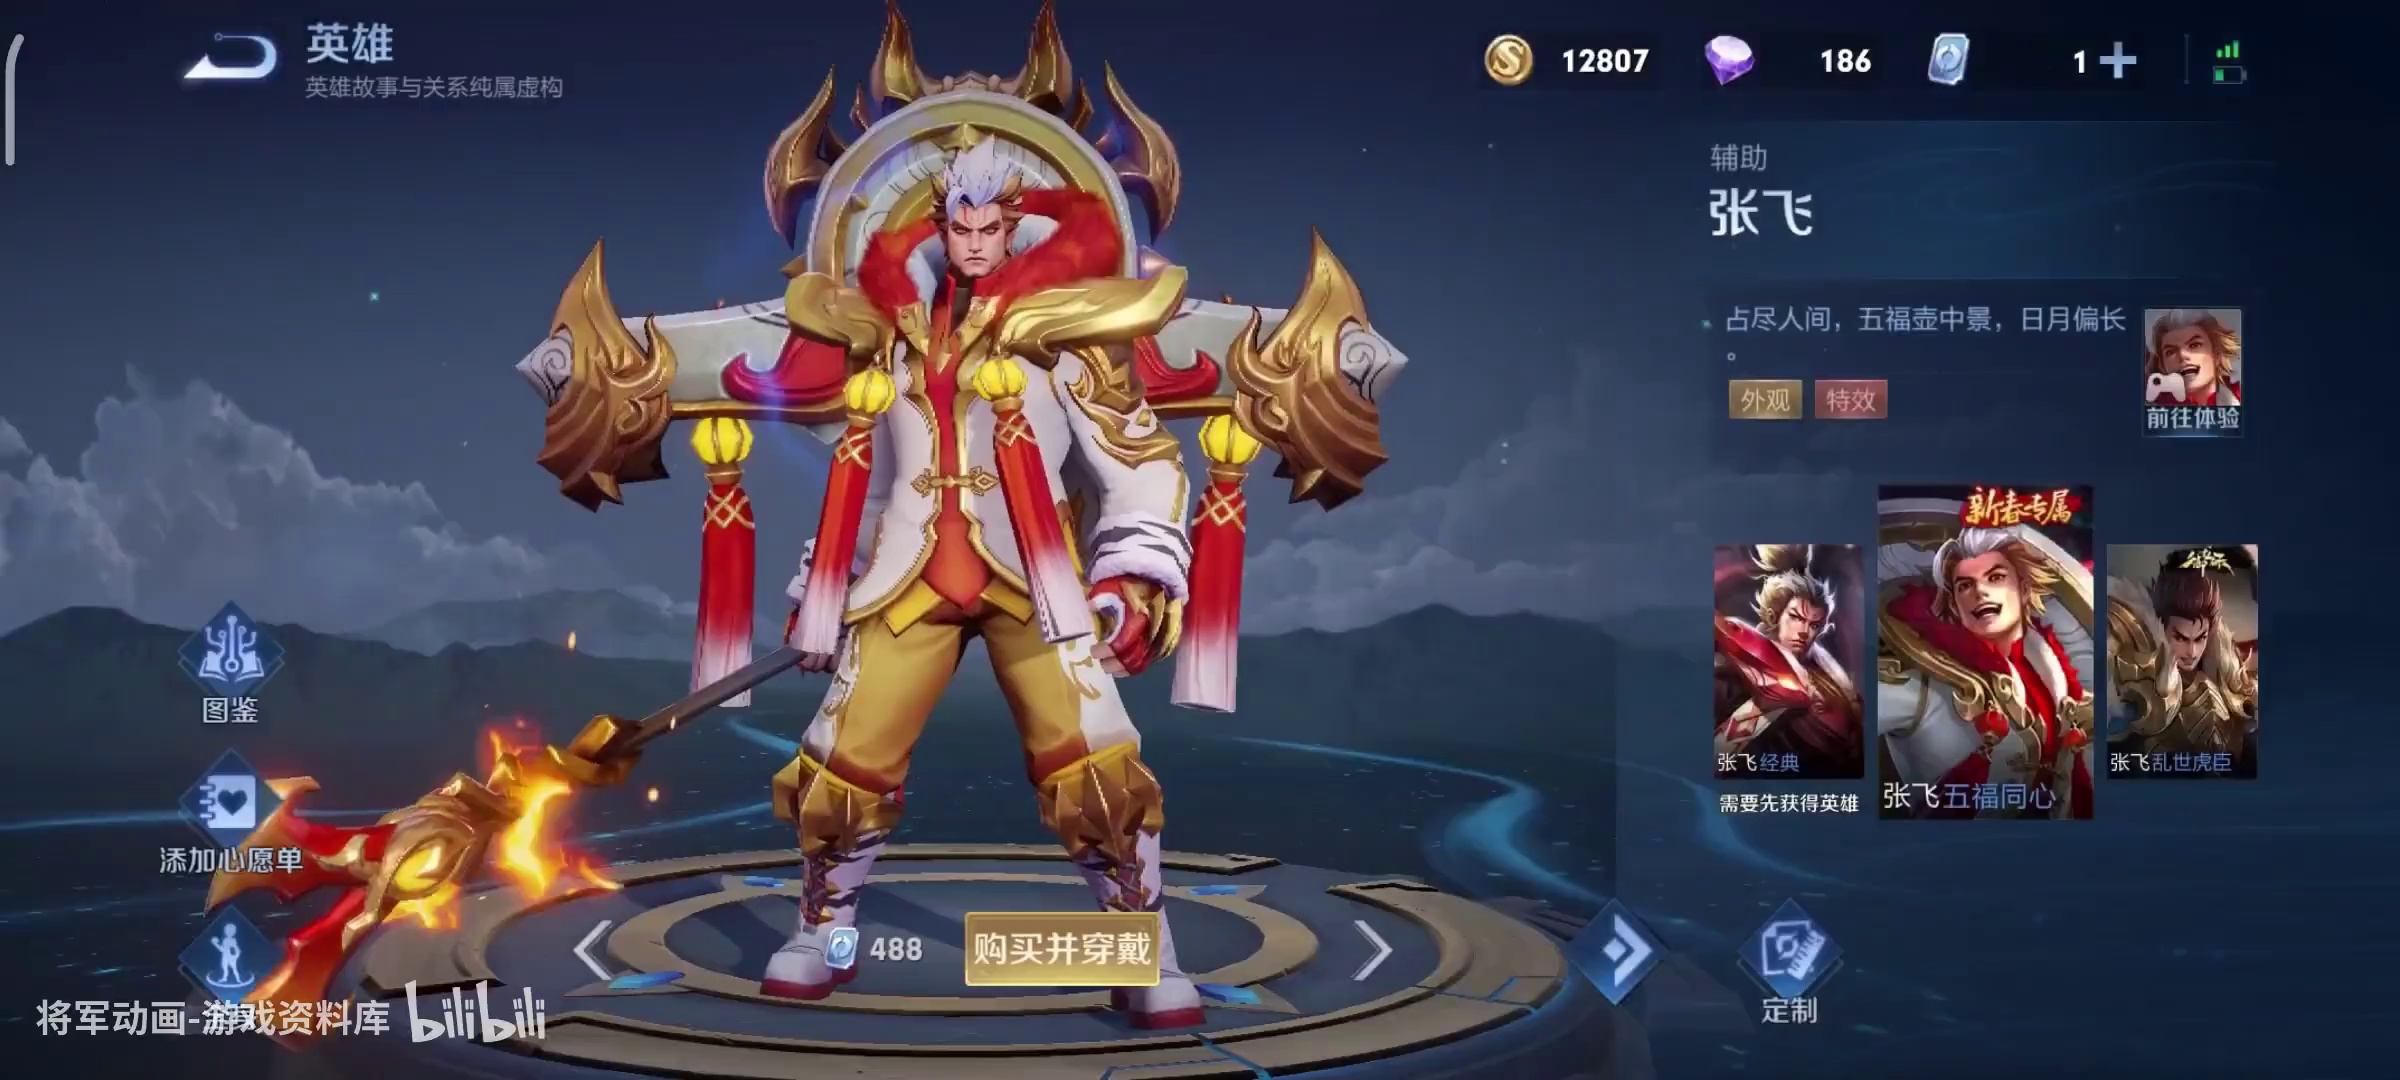 英雄
英雄故事与关系纯属虚构
12807
186
1
辅助
张飞
占尽人间，五福壶中景，日月偏长
。
外观
特效
前往体验
新春专属
张飞经典
需要先获得英雄
张飞五福同心
张飞乱世虎臣
图鉴
添加心愿单
488
购买并穿戴
定制
将军动画-游戏资料库
bilibili